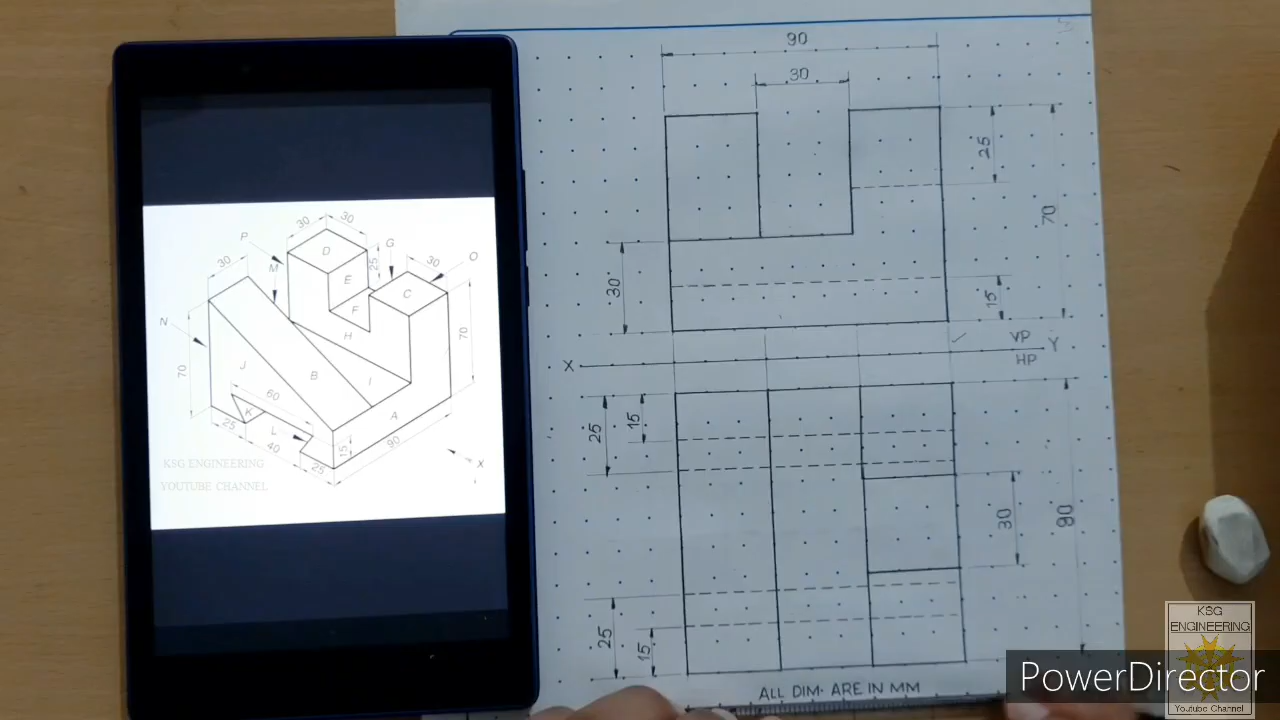 90
30
25
70
30
15
VP
X
Y
HP
25
15
30
90
25
15
ALL DIM. ARE IN MM
30
30
P
G
30
M
D
O
25
E
30
C
N
F
H
70
70
J
B
I
60
K
A
L
25
40
15
90
25
X
KSG ENGINEERING
YOUTUBE CHANNEL
KSG
ENGINEERING
Youtube Channel
PowerDirector